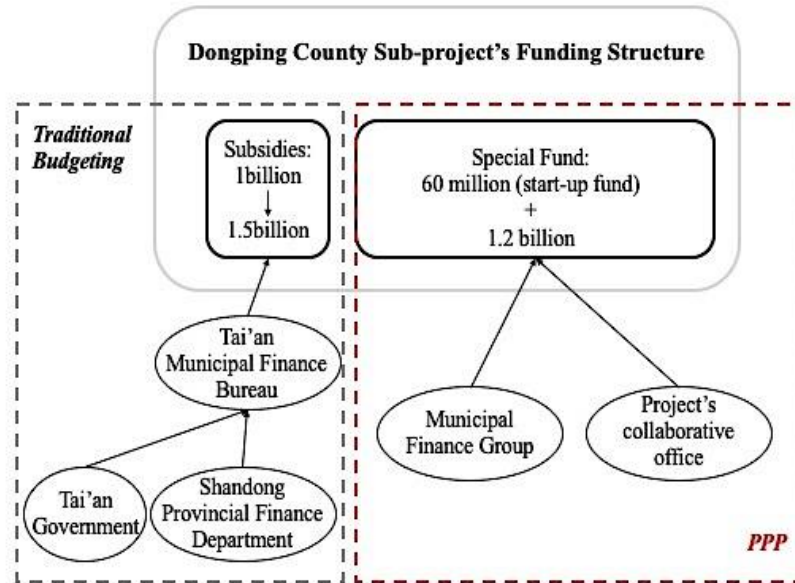 Dongping County Sub-project's Funding Structure
Traditional
Budgeting
Subsidies:
1billion
1.5billion
Special Fund:
60 million (start-up fund)
+
1.2 billion
Tai'an
Municipal Finance
Bureau
Municipal
Finance Group
Project's
collaborative
office
Tai'an
Government
Shandong
Provincial Finance
Department
PPP